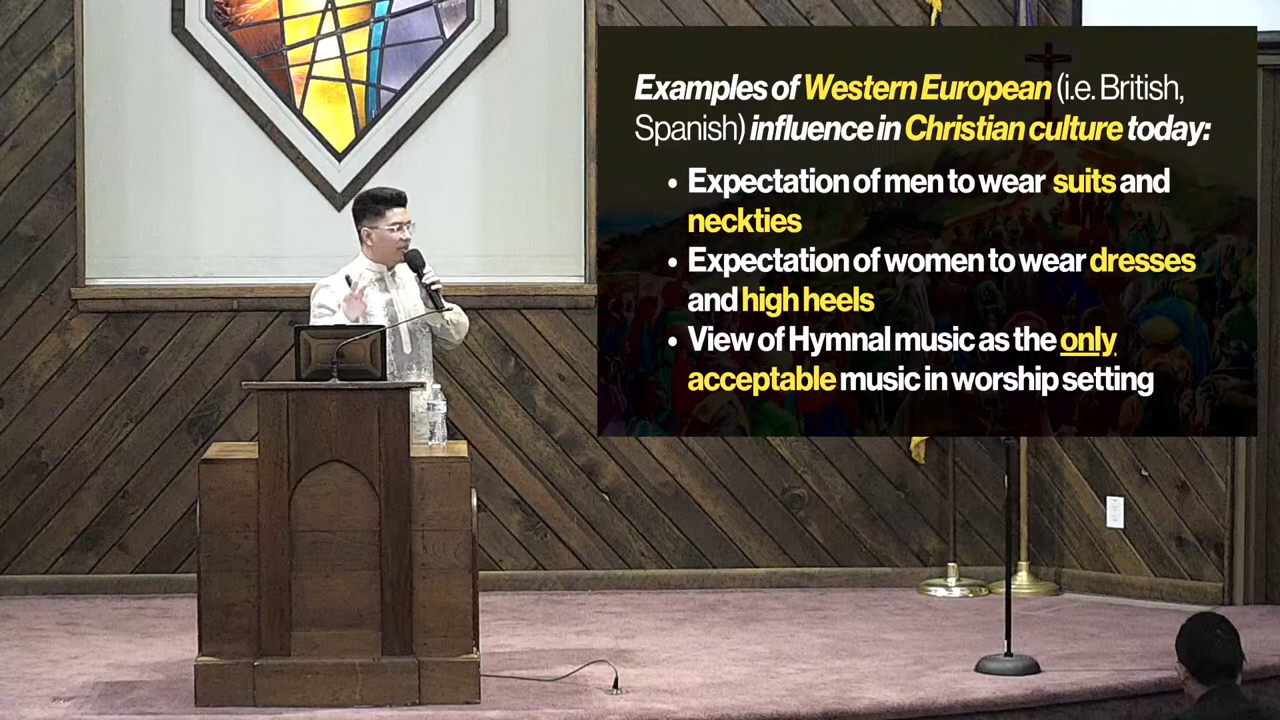 Examples of Western European (i.e. British,
Spanish) influence in Christian culture today:
• Expectation of men to wear suits and
neckties
• Expectation of women to wear dresses
and high heels
• View of Hymnal music as the only
acceptable music in worship setting